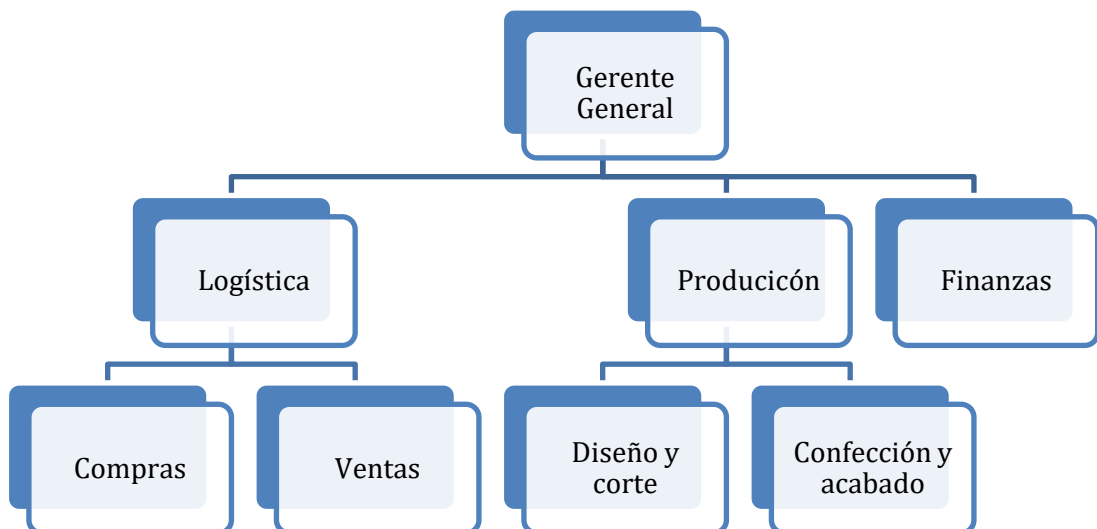 Gerente
General
Logística
Producicón
Finanzas
Compras
Ventas
Diseño y
corte
Confección y
acabado